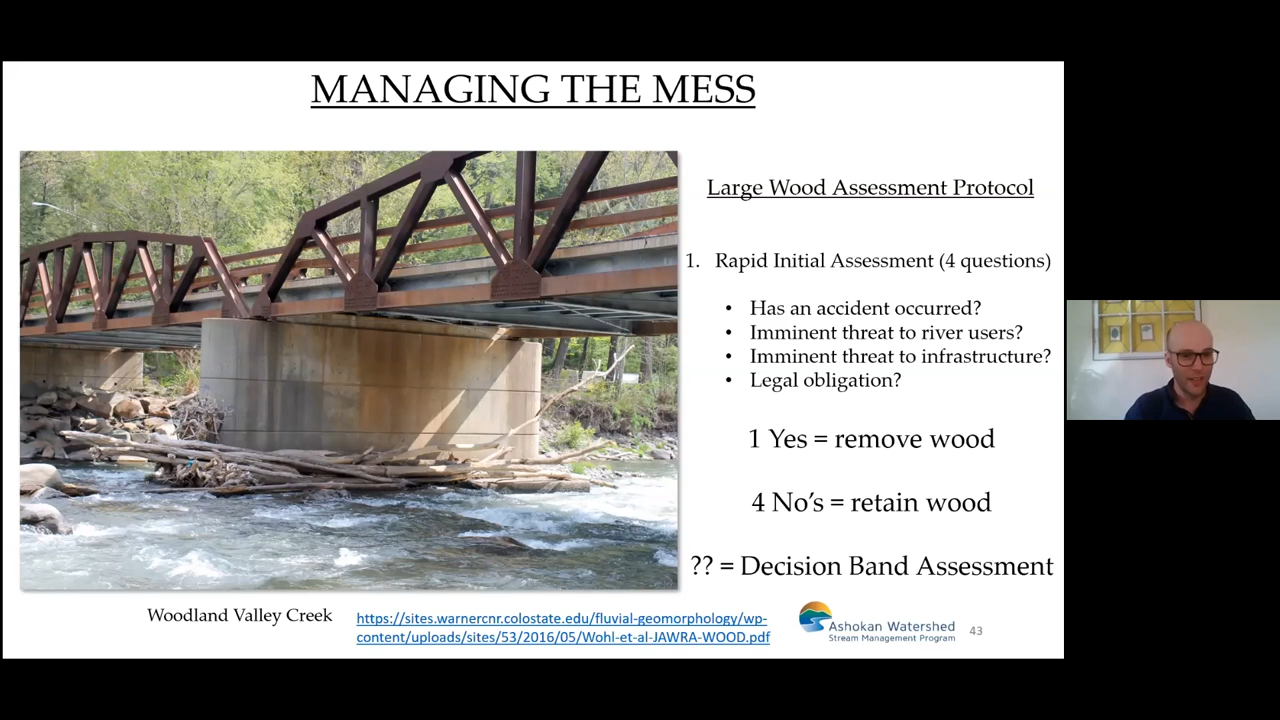 MANAGING THE MESS
Large Wood Assessment Protocol
1. Rapid Initial Assessment (4 questions)
• Has an accident occurred?
• Imminent threat to river users?
• Imminent threat to infrastructure?
• Legal obligation?
1 Yes = remove wood
4 No's = retain wood
?? = Decision Band Assessment
Woodland Valley Creek
https://sites.warnercnr.colostate.edu/fluvial-geomorphology/wp-
content/uploads/sites/53/2016/05/Wohl-et-al-JAWRA-WOOD.pdf
Ashokan Watershed
Stream Management Program
43